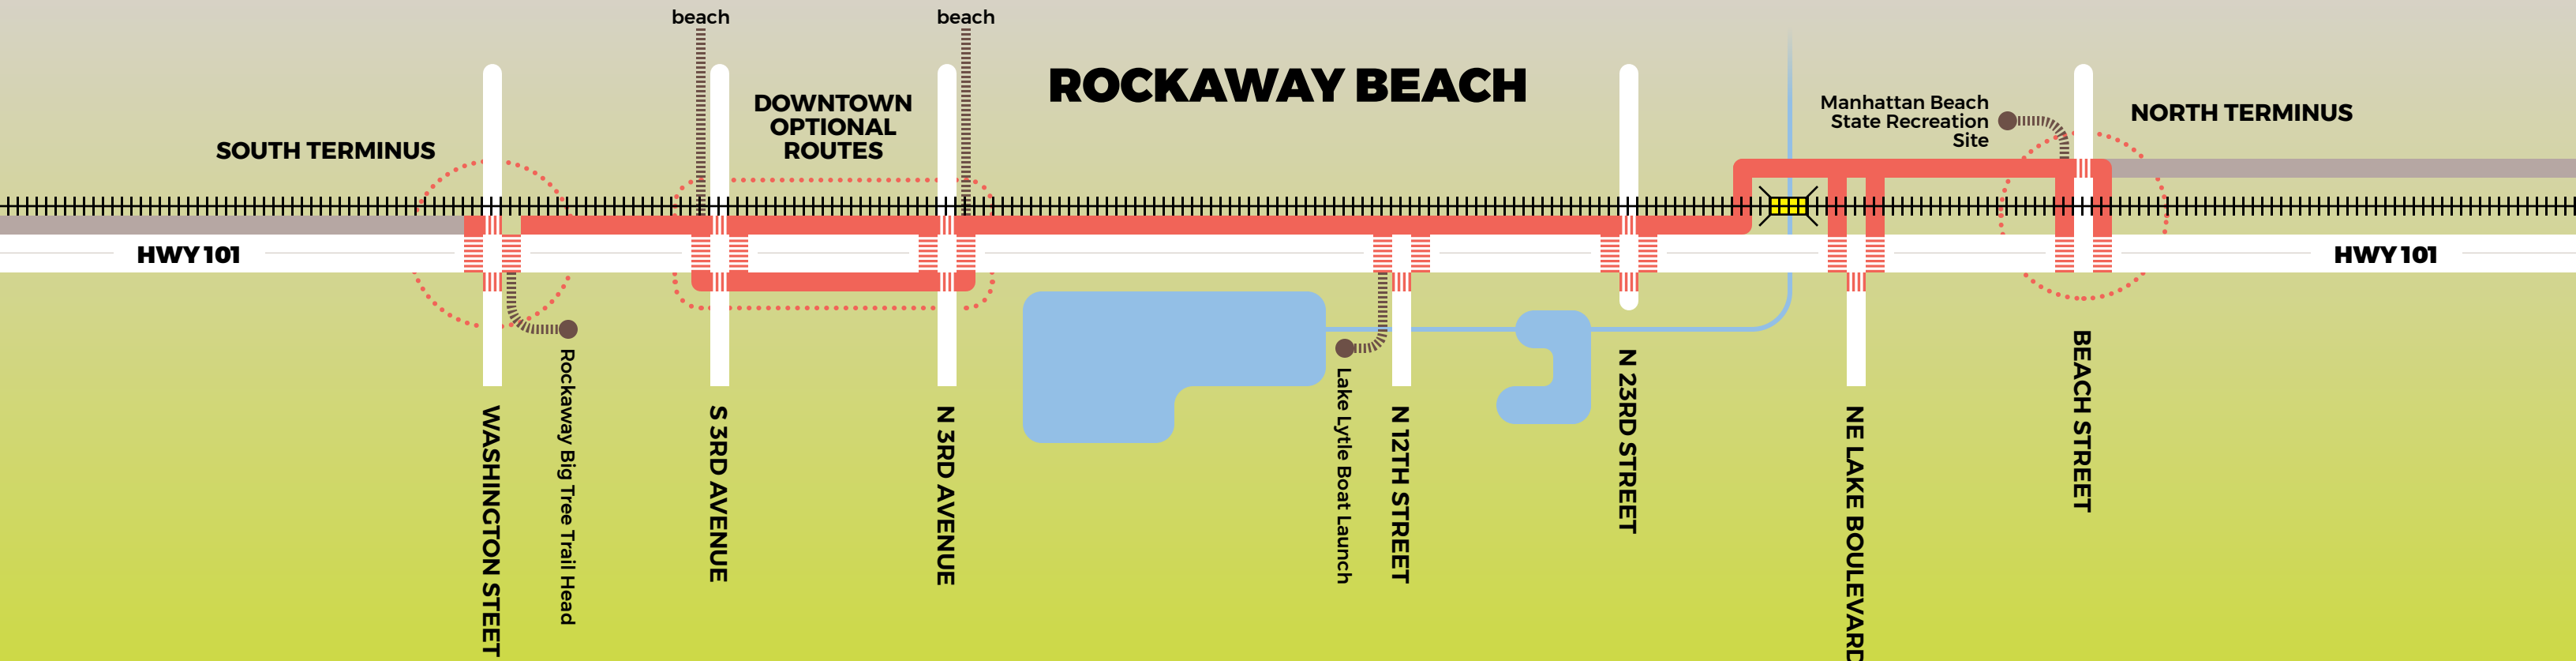 beach
beach
ROCKAWAY BEACH
DOWNTOWN
OPTIONAL
ROUTES
SOUTH TERMINUS
Manhattan Beach
State Recreation
Site
NORTH TERMINUS
HWY 101
HWY 101
WASHINGTON STEET
Rockaway Big Tree Trail Head
S 3RD AVENUE
N 3RD AVENUE
Lake Lytle Boat Launch
N 12TH STREET
N 23RD STREET
NE LAKE BOULEVARD
BEACH STREET